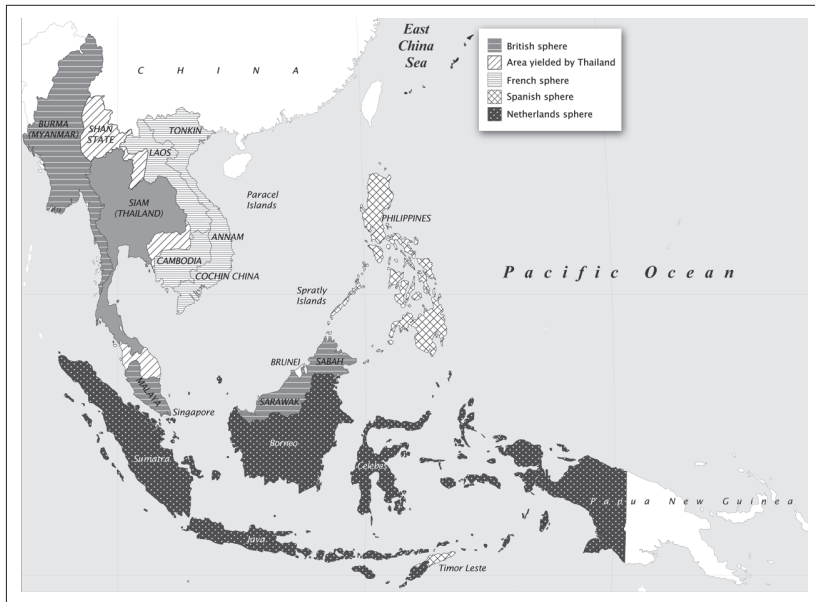 East
China
Sea
C H I N A
British sphere
Area yielded by Thailand
French sphere
Spanish sphere
Netherlands sphere
BURMA
(MYANMAR)
SHAN
STATE
TONKIN
LAOS
SIAM
(THAILAND)
Paracel
Islands
PHILIPPINES
ANNAM
CAMBODIA
COCHIN CHINA
Pacific Ocean
Spratly
Islands
BRUNEI
SABAH
MALAYA
SARAWAK
Singapore
Borneo
Sumatra
Celebes
Papua New Guinea
Java
Timor Leste